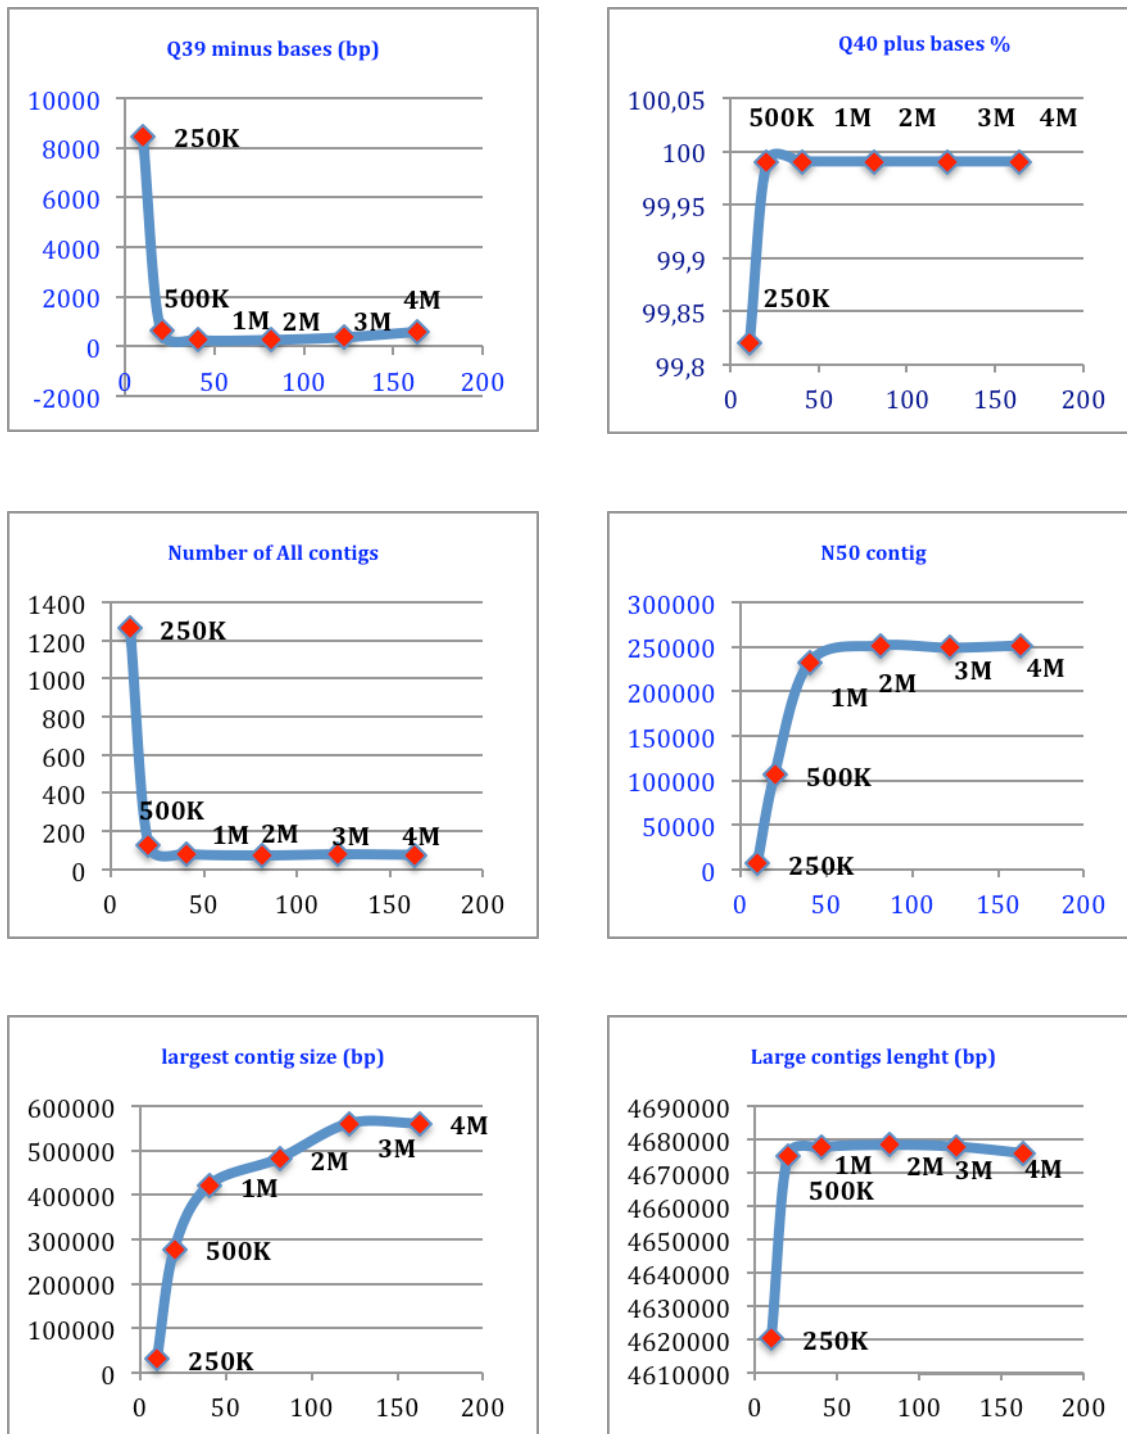 Q39 minus bases (bp)
10000
8000
6000
4000
2000
0
-2000
0 50 100 150 200
250K
500K
1M
2M
3M
4M
Q40 plus bases %
100,05
100
99,95
99,9
99,85
99,8
0 50 100 150 200
500K 1M 2M 3M 4M
250K
Number of All contigs
1400
1200
1000
800
600
400
200
0
0 50 100 150 200
250K
500K
1M
2M
3M
4M
N50 contig
300000
250000
200000
150000
100000
50000
0
0 50 100 150 200
250K
500K
1M
2M
3M
4M
largest contig size (bp)
600000
500000
400000
300000
200000
100000
0
0 50 100 150 200
250K
500K
1M
2M
3M
4M
Large contigs lenght (bp)
4690000
4680000
4670000
4660000
4650000
4640000
4630000
4620000
4610000
0 50 100 150 200
250K
500K
1M
2M
3M
4M